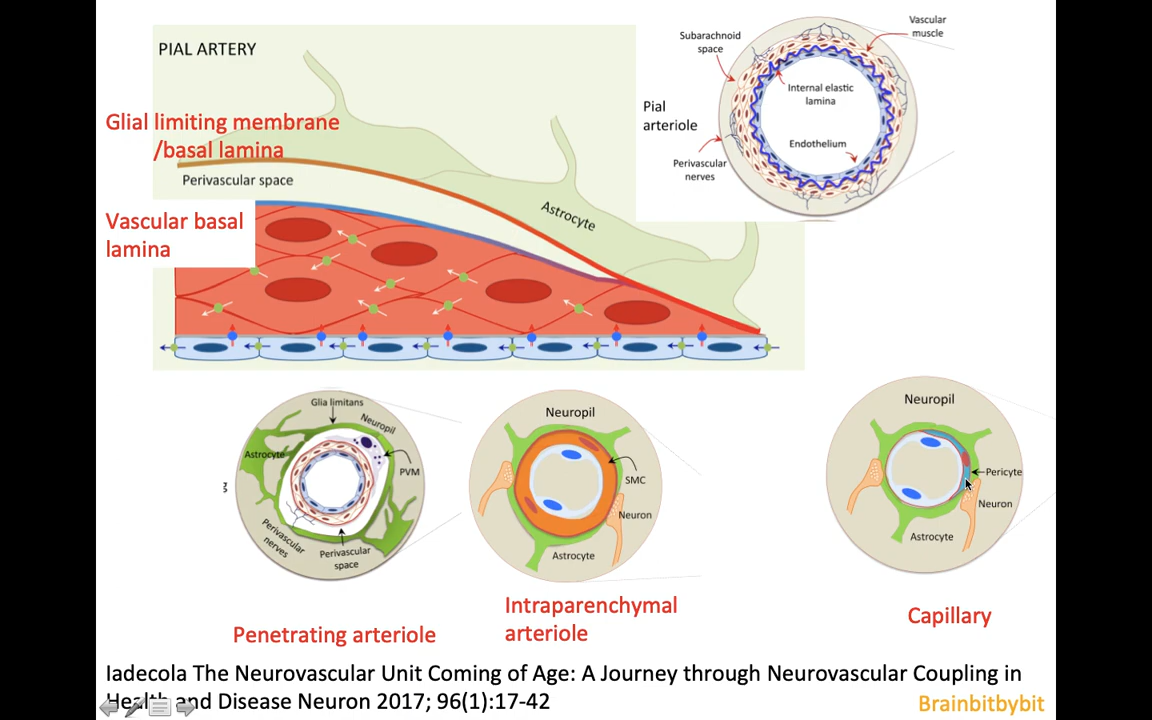 PIAL ARTERY
Glial limiting membrane
/basal lamina
Perivascular space
Vascular basal
lamina
Astrocyte
Subarachnoid
space
Vascular
muscle
Internal elastic
lamina
Pial
arteriole
Endothelium
Perivascular
nerves
Glia limitans
Neuropil
Astrocyte
PVM
Perivascular
nerves
Perivascular
space
Penetrating arteriole
Neuropil
SMC
Neuron
Astrocyte
Intraparenchymal
arteriole
Neuropil
Pericyte
Neuron
Astrocyte
Capillary
Iadecola The Neurovascular Unit Coming of Age: A Journey through Neurovascular Coupling in
Health and Disease Neuron 2017; 96(1):17-42
Brainbitbybit